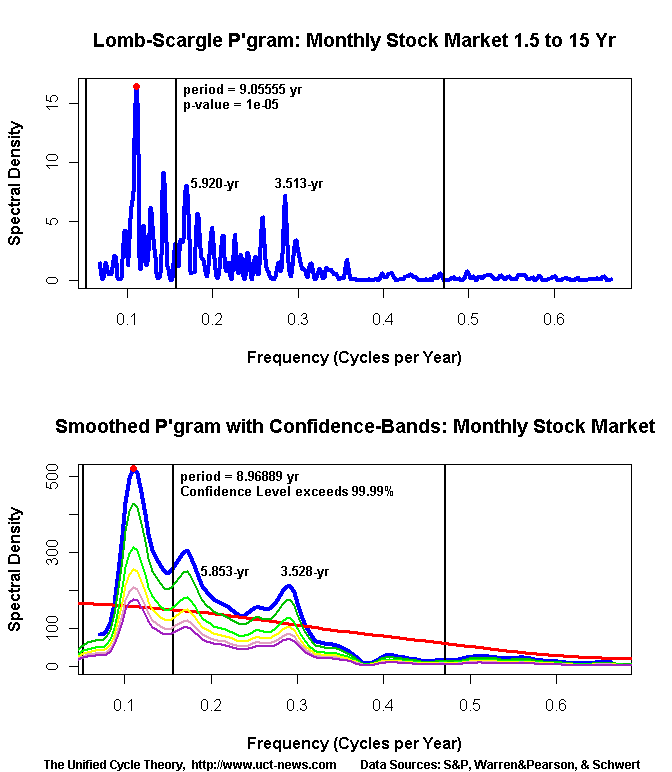 Lomb-Scargle P'gram: Monthly Stock Market 1.5 to 15 Yr
period = 9.05555 yr
p-value = 1e-05
5.920-yr
3.513-yr
Spectral Density
15
10
5
0
0.1 0.2 0.3 0.4 0.5 0.6
Frequency (Cycles per Year)
Smoothed P'gram with Confidence-Bands: Monthly Stock Market
period = 8.96889 yr
Confidence Level exceeds 99.99%
5.853-yr
3.528-yr
Spectral Density
500
300
100
0
0.1 0.2 0.3 0.4 0.5 0.6
Frequency (Cycles per Year)
The Unified Cycle Theory, http://www.uct-news.com Data Sources: S&P, Warren&Pearson, & Schwert